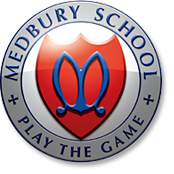 MEDBURY SCHOOL
+ PLAY THE GAME +
M